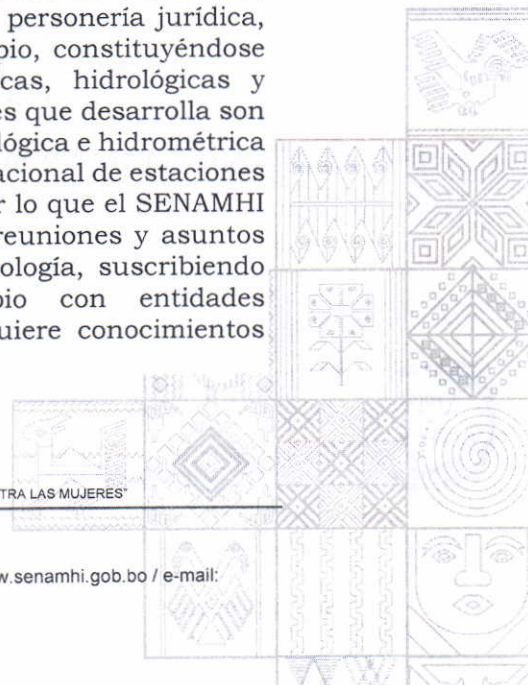 personería jurídica,
pio, constituyéndose
cas, hidrológicas y
es que desarrolla son
lógica e hidrométrica
acional de estaciones
r lo que el SENAMHI
reuniones y asuntos
ología, suscribiendo
pio con entidades
uiere conocimientos
TRA LAS MUJERES"
w.senamhi.gob.bo / e-mail: